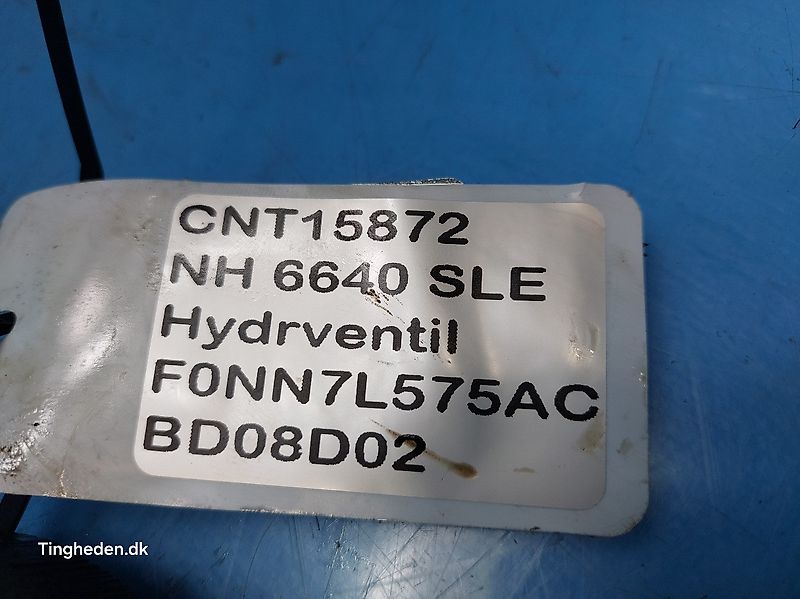 CNT15872
NH 6640 SLE
Hydrventil
F0NN7L575AC
BD08D02
Tingheden.dk